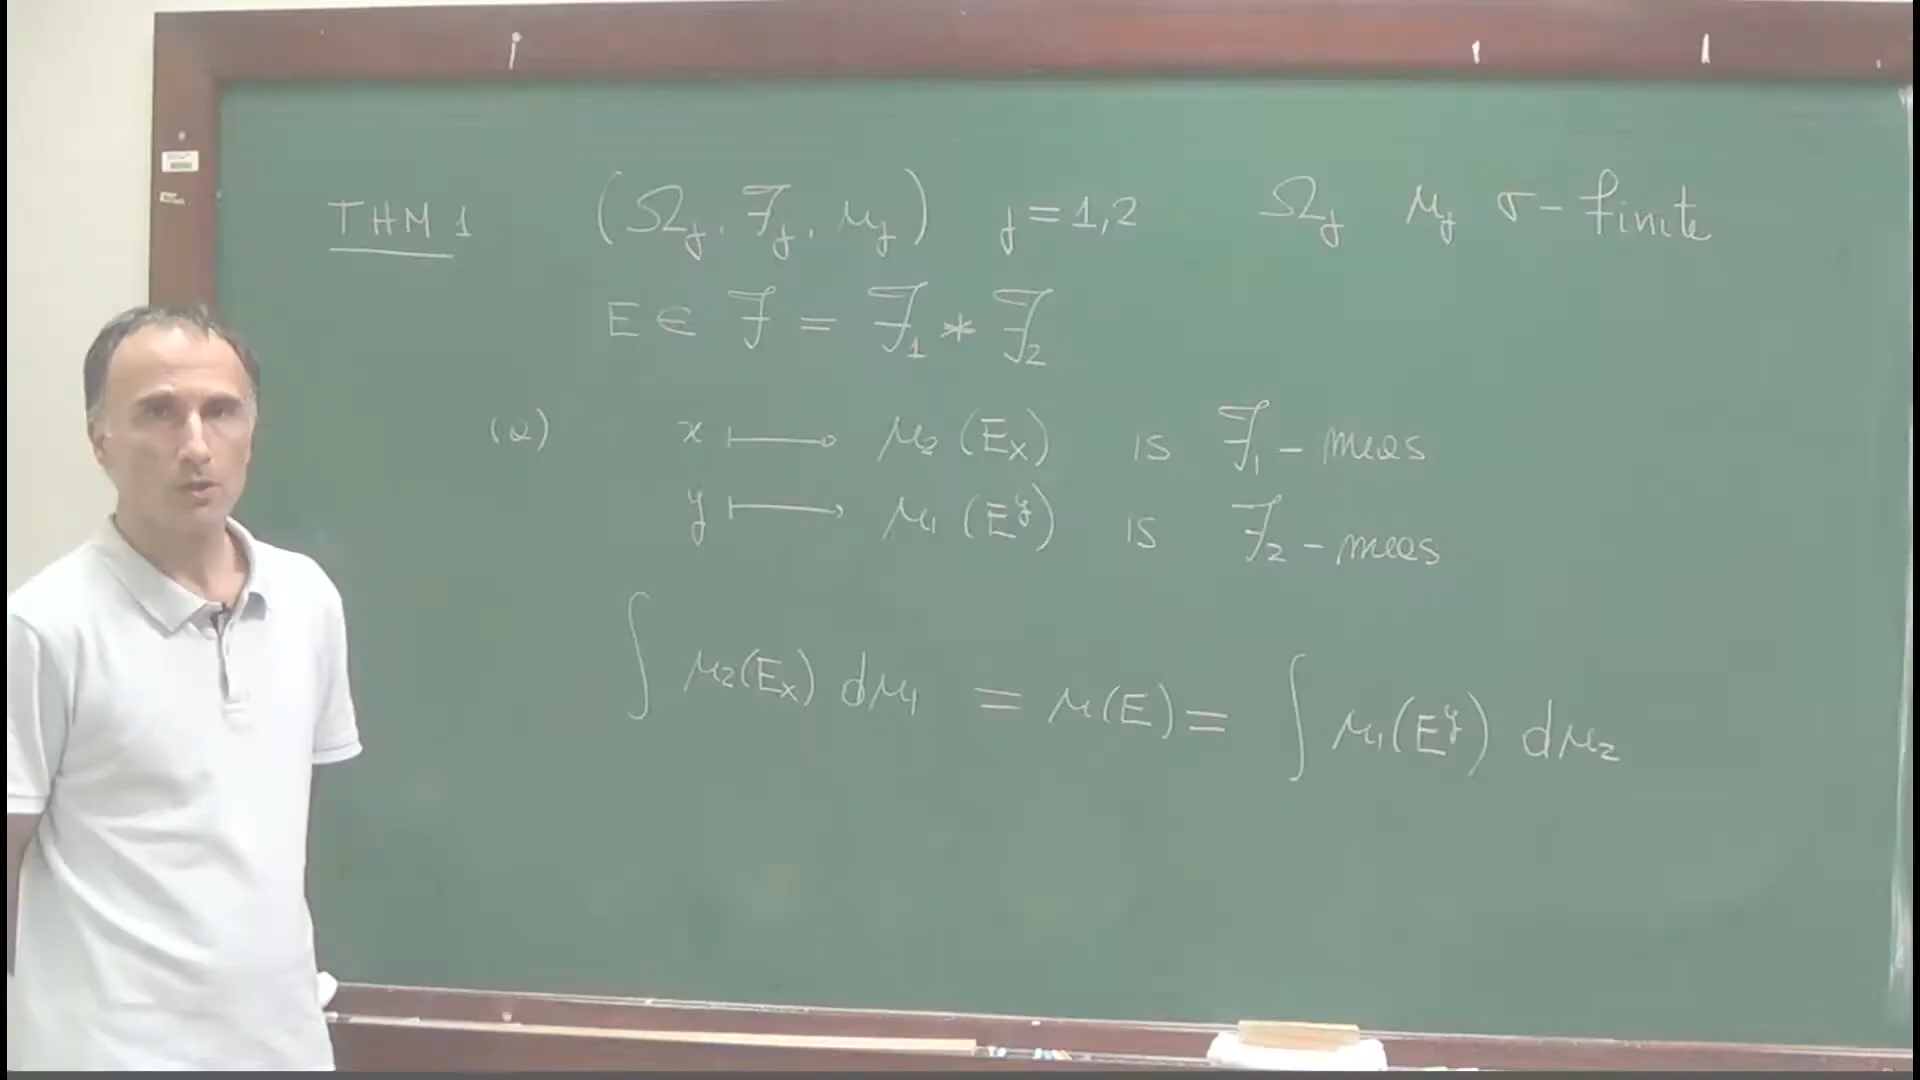 THM 1 (Ω_j, ℱ_j, μ_j) j=1,2 Ω_j μ_j σ-finite
E ∈ ℱ = ℱ_1 * ℱ_2
(a) x ⟼ μ_2(E_x) is ℱ_1-meas
y ⟼ μ_1(E^y) is ℱ_2-meas
∫ μ_2(E_x) dμ_1 = μ(E) = ∫ μ_1(E^y) dμ_2